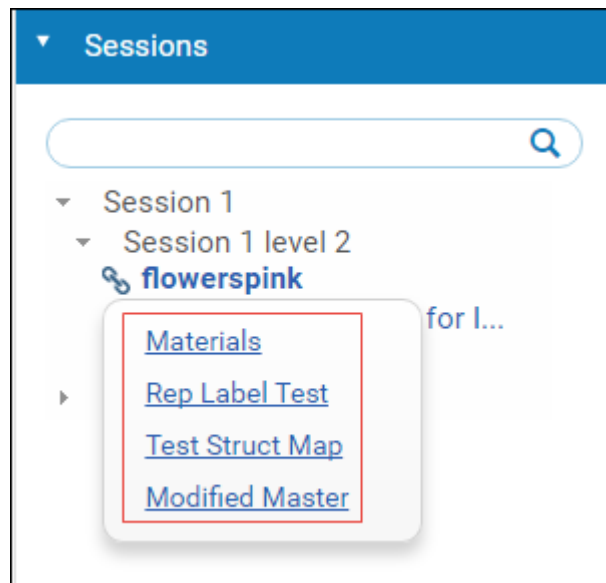 Sessions
Session 1
Session 1 level 2
flowerspink
for I...
Materials
Rep Label Test
Test Struct Map
Modified Master